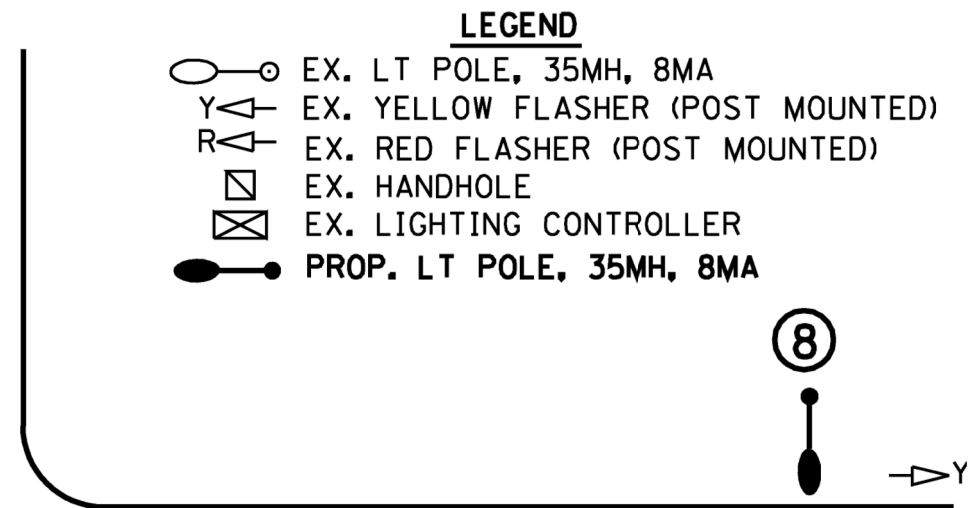 LEGEND
EX. LT POLE, 35MH, 8MA
Y EX. YELLOW FLASHER (POST MOUNTED)
R EX. RED FLASHER (POST MOUNTED)
EX. HANDHOLE
EX. LIGHTING CONTROLLER
PROP. LT POLE, 35MH, 8MA
8
Y